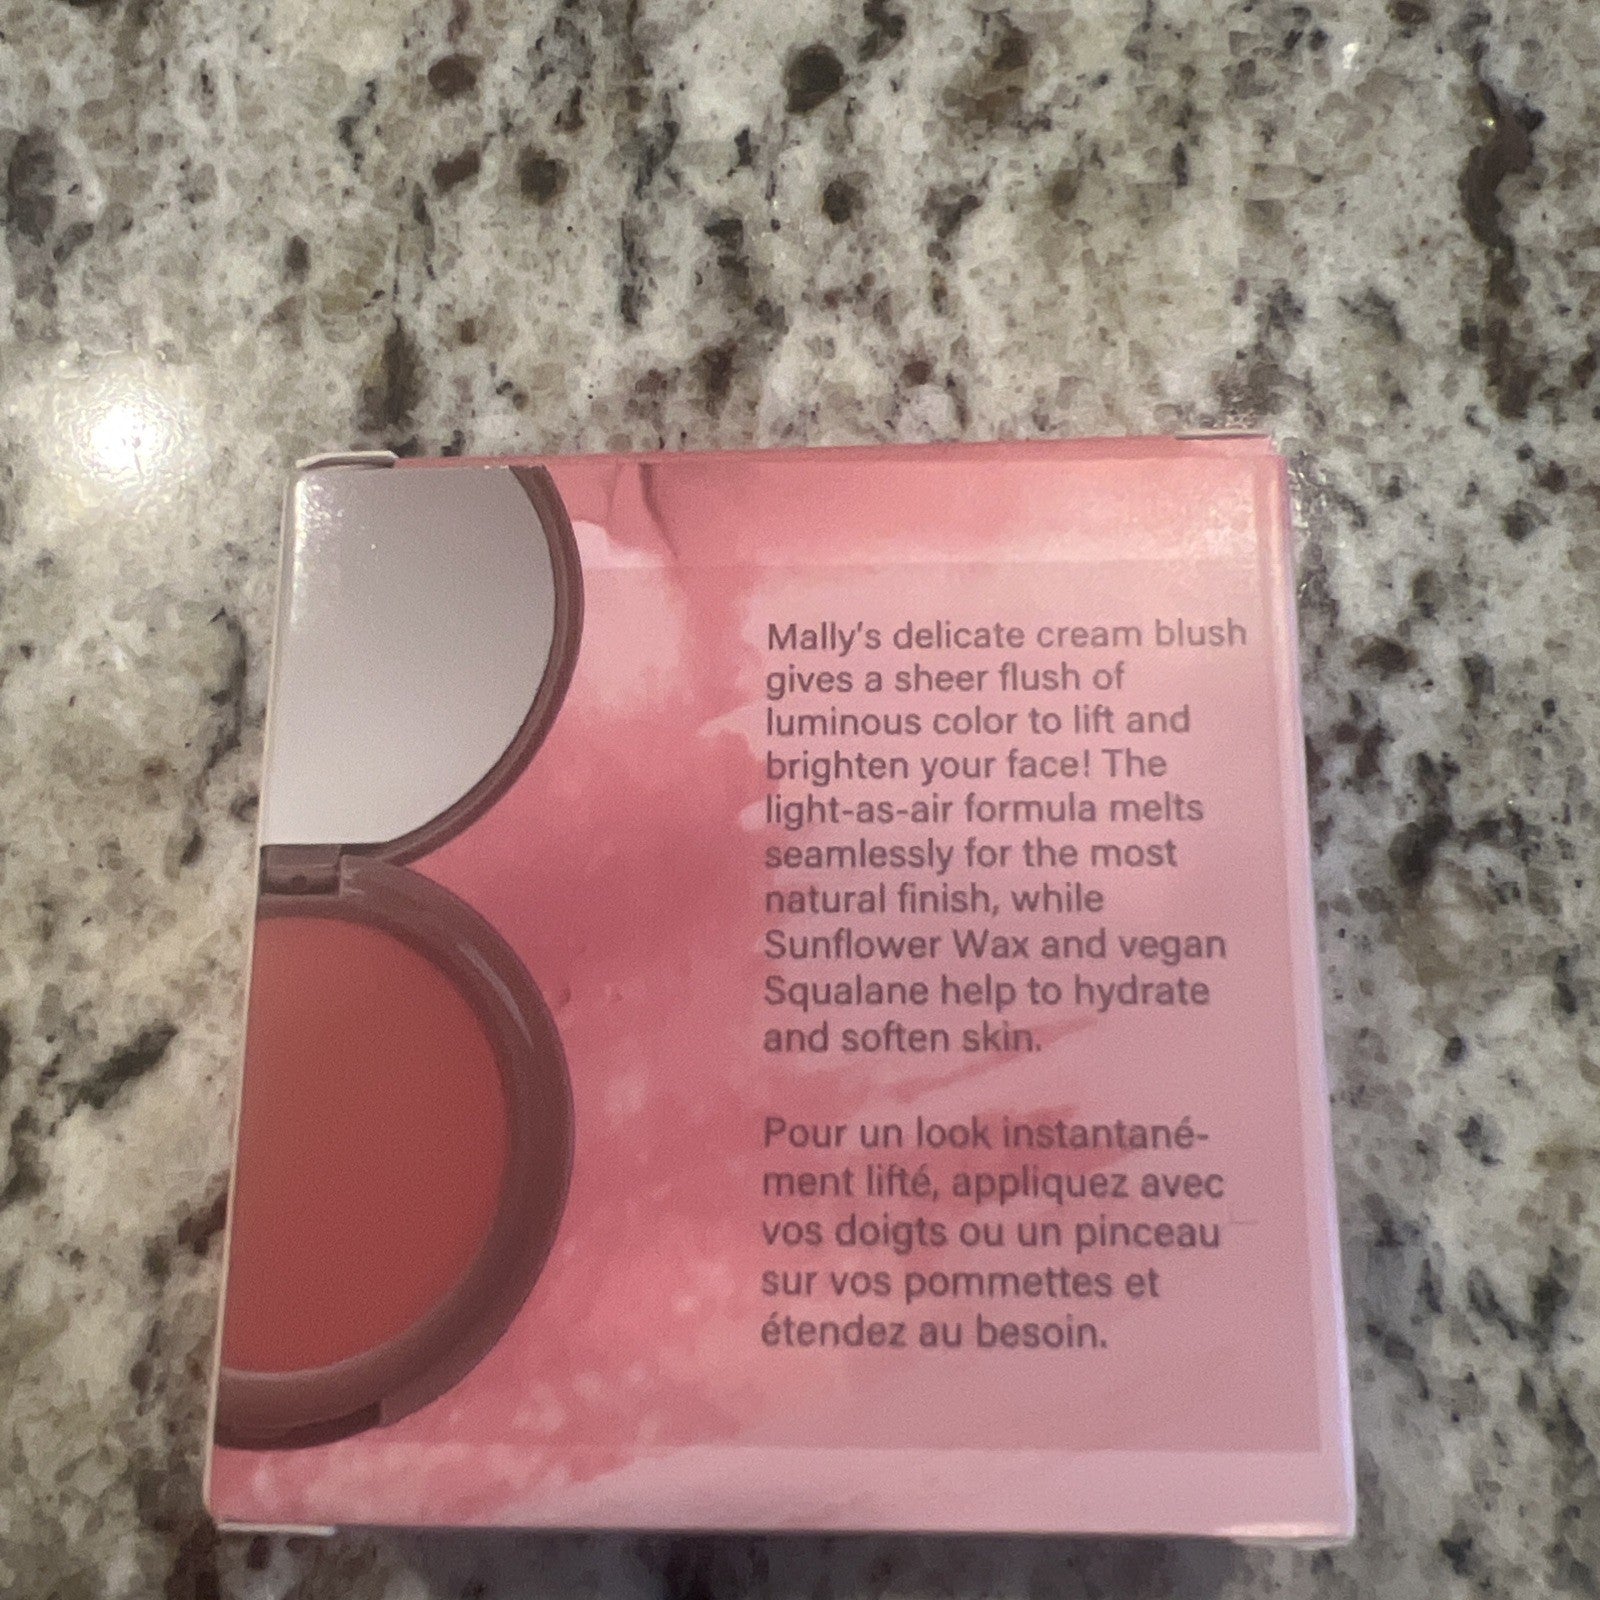 Mally's delicate cream blush
gives a sheer flush of
luminous color to lift and
brighten your face! The
light-as-air formula melts
seamlessly for the most
natural finish, while
Sunflower Wax and vegan
Squalane help to hydrate
and soften skin.
Pour un look instantané-
ment lifté, appliquez avec
vos doigts ou un pinceau
sur vos pommettes et
étendez au besoin.